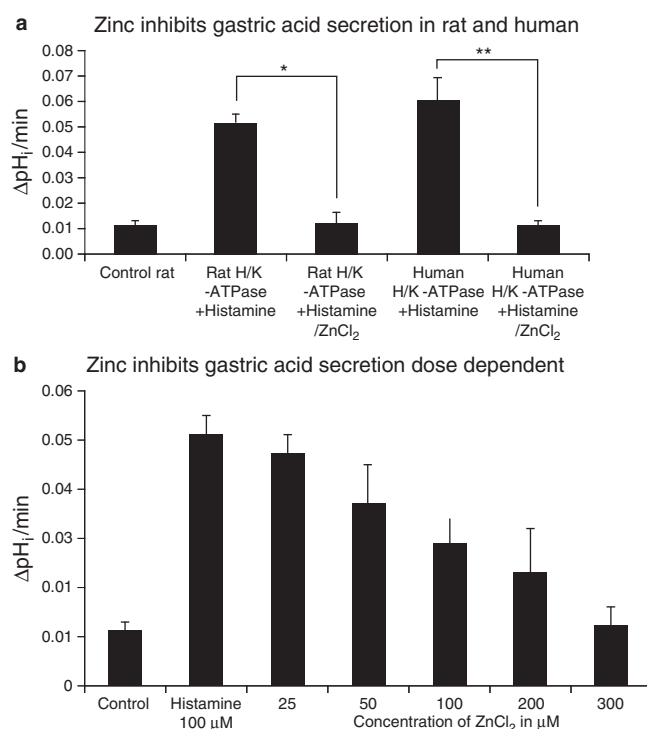 a Zinc inhibits gastric acid secretion in rat and human
ΔpHi/min
0.08
0.07
0.06
0.05
0.04
0.03
0.02
0.01
0.00
*
**
Control rat
Rat H/K
-ATPase
+Histamine
Rat H/K
-ATPase
+Histamine
/ZnCl2
Human
H/K -ATPase
+Histamine
Human
H/K -ATPase
+Histamine
/ZnCl2
b Zinc inhibits gastric acid secretion dose dependent
ΔpHi/min
0.06
0.05
0.04
0.03
0.01
0.01
0
Control
Histamine
100 μM
25
50
100
200
300
Concentration of ZnCl2 in μM